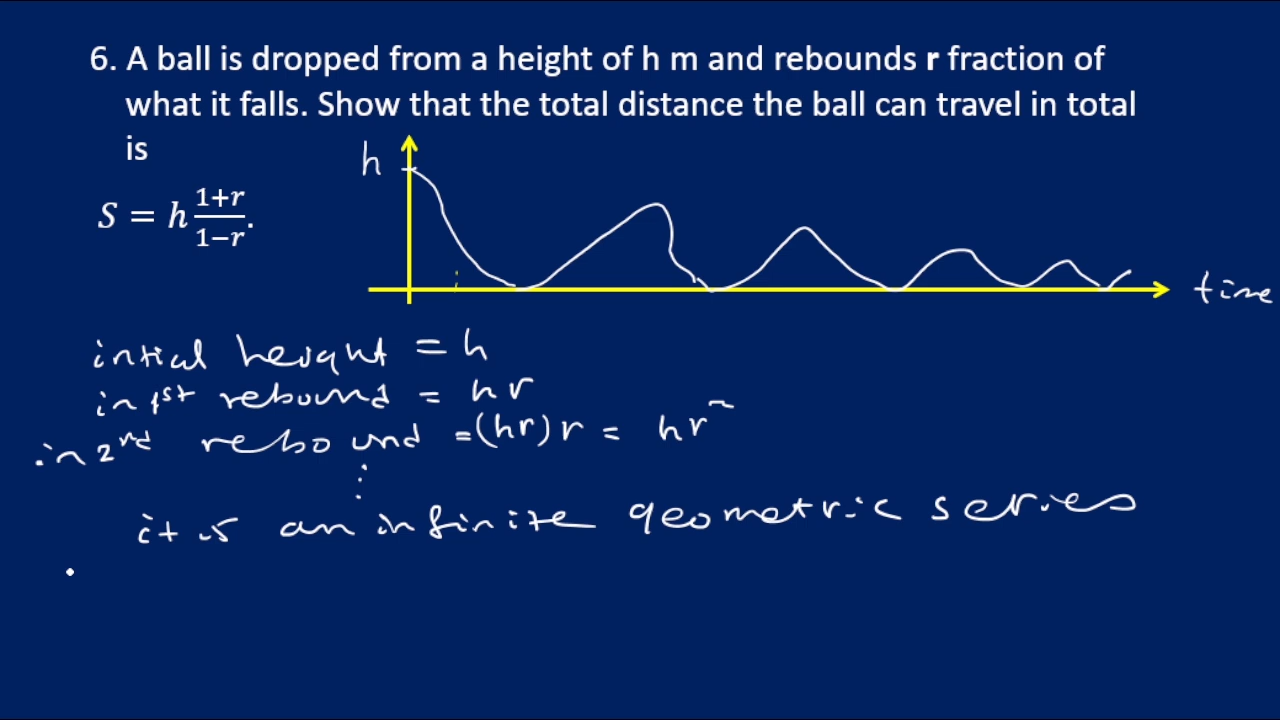 6. A ball is dropped from a height of h m and rebounds r fraction of
what it falls. Show that the total distance the ball can travel in total
is
h
S = h (1+r)/(1−r).
time
intial height = h
in 1st rebound = hr
in 2nd rebound = (hr) r = hr²
⋮
it is an infinite geometric series